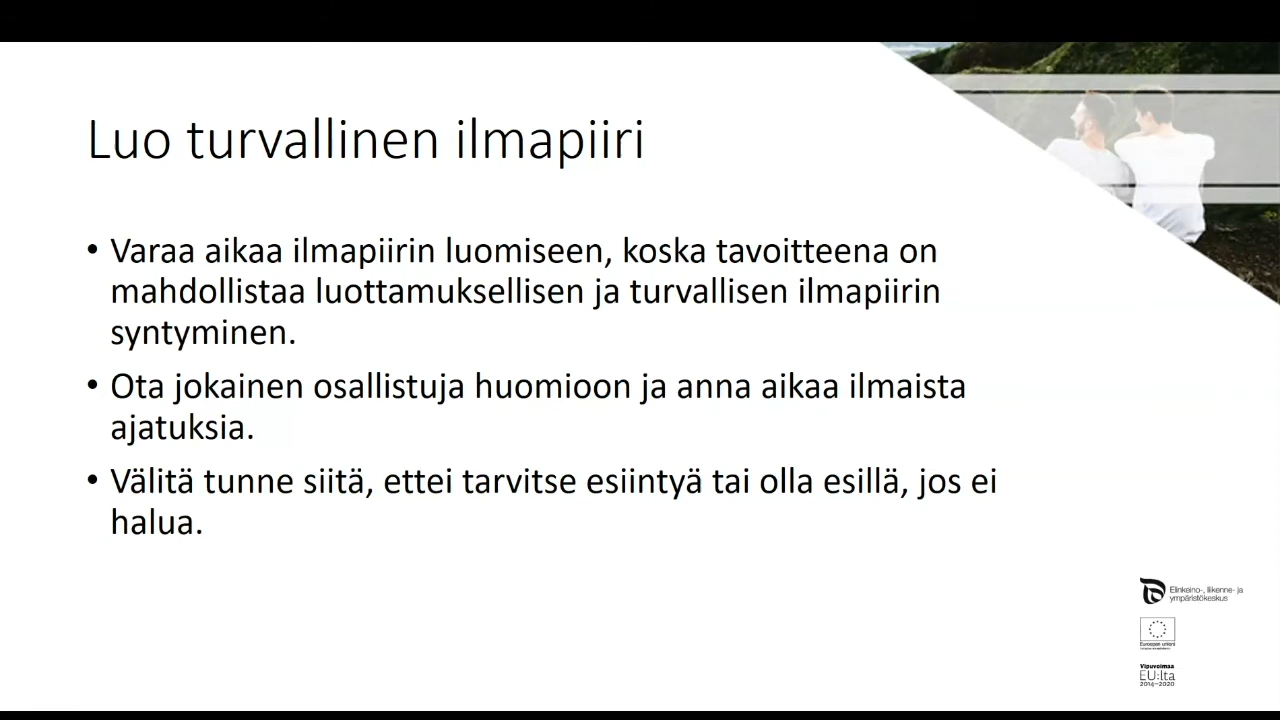 Luo turvallinen ilmapiiri
• Varaa aikaa ilmapiirin luomiseen, koska tavoitteena on
mahdollistaa luottamuksellisen ja turvallisen ilmapiirin
syntyminen.
• Ota jokainen osallistuja huomioon ja anna aikaa ilmaista
ajatuksia.
• Välitä tunne siitä, ettei tarvitse esiintyä tai olla esillä, jos ei
halua.
Elinkeino-, liikenne- ja
ympäristökeskus
Euroopan unioni
Vipuvoimaa
EU:lta
2014–2020